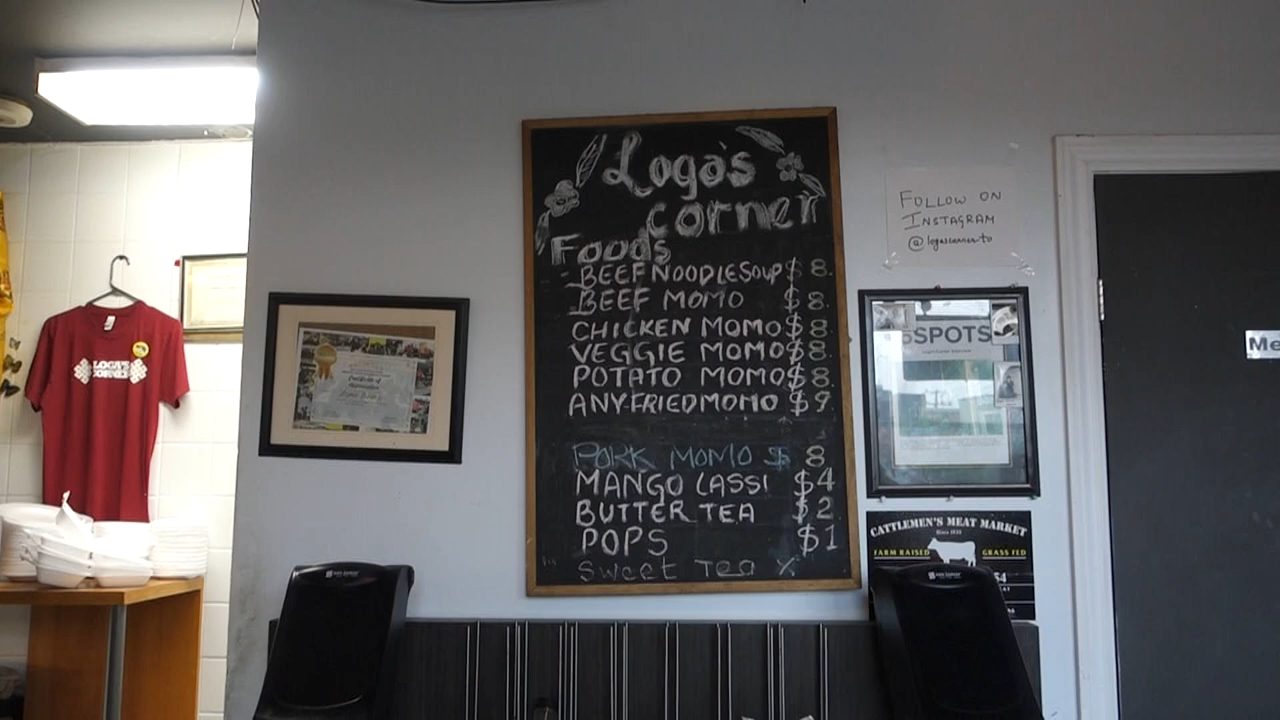 Loga's
corner
Foods
BEEF NOODLE SOUP $ 8.
BEEF MOMO $ 8.
CHICKEN MOMO $ 8
VEGGIE MOMO $ 8.
POTATO MOMO $ 8.
ANY FRIED MOMO $ 9
PORK MOMO $ 8
MANGO LASSI $4
BUTTER TEA $2
POPS $1
Sweet Tea X
FOLLOW ON
INSTAGRAM
@logascorner.to
SPOTS
CATTLEMEN'S MEAT MARKET
FARM RAISED GRASS FED
LOGA'S
CORNER
Me